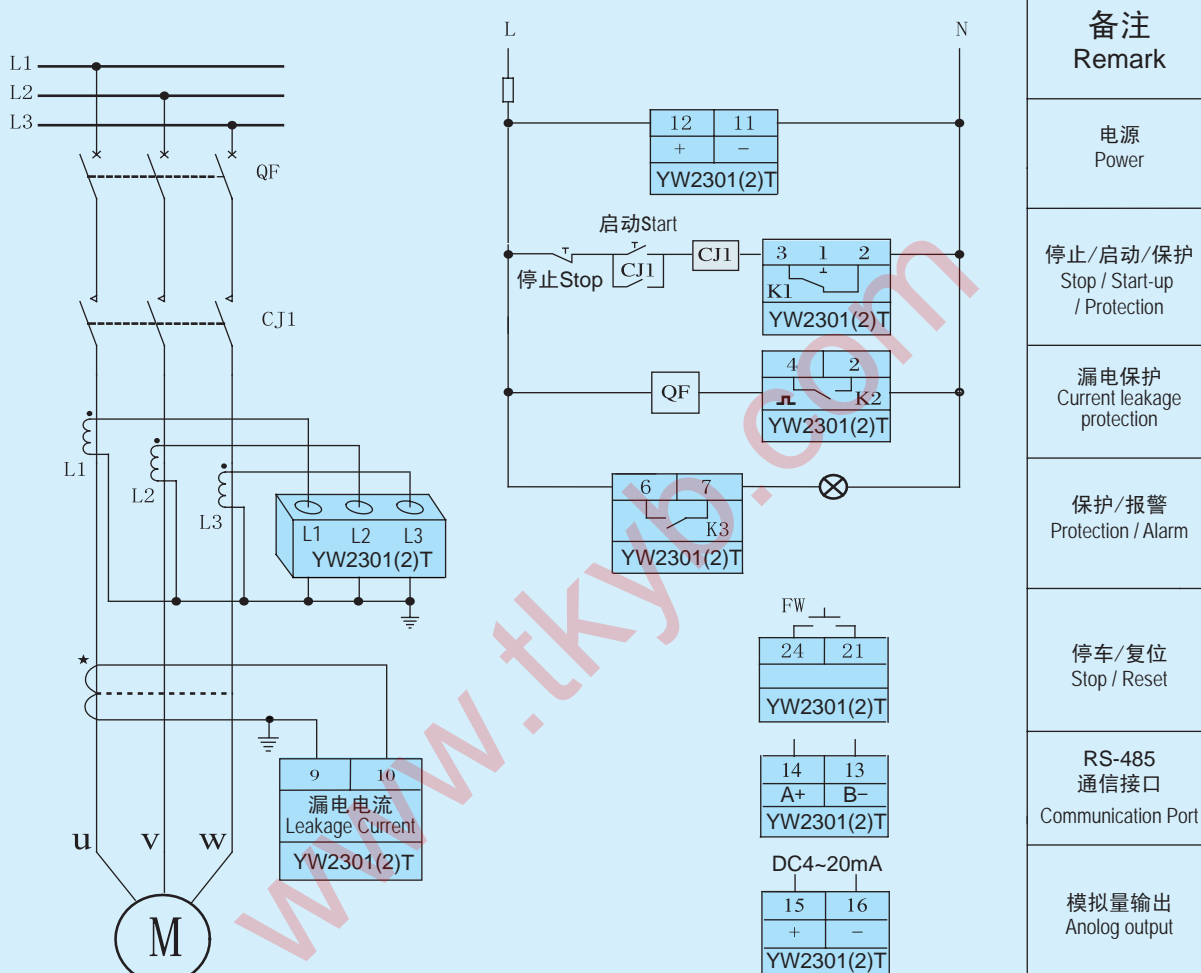 L1
L2
L3
QF
CJ1
L1
L2
L3
L1 L2 L3
YW2301(2)T
★
9 10
漏电电流
Leakage Current
YW2301(2)T
u v w
M
L N
12 11
+ −
YW2301(2)T
启动Start
停止Stop
CJ1
CJ1
3 1 2
K1
YW2301(2)T
QF
4 2
K2
YW2301(2)T
6 7
K3
YW2301(2)T
FW
24 21
YW2301(2)T
14 13
A+ B−
YW2301(2)T
DC4~20mA
15 16
+ −
YW2301(2)T
备注
Remark
电源
Power
停止/启动/保护
Stop / Start-up
/ Protection
漏电保护
Current leakage
protection
保护/报警
Protection / Alarm
停车/复位
Stop / Reset
RS-485
通信接口
Communication Port
模拟量输出
Anolog output
www.tkyb.com